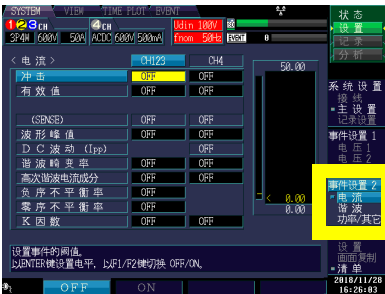 SYSTEM VIEW TIME PLOT EVENT
1 2 3 CH 4 CH Udin 100V
3P4W 600V 50A ACDC 600V 500mA fnom 50Hz EVENT 0
状态
设置
记录
分析
<电流> CH123 CH4
冲击 OFF OFF
有效值 OFF OFF
(SENSE) OFF OFF
波形峰值 OFF OFF
DC波动 (Ipp) OFF
谐波畸变率 OFF OFF
高次谐波电流成分 OFF OFF
负序不平衡率 OFF
零序不平衡率 OFF
K因数 OFF OFF
50.00
< 0.00
0.00
系统设置
接线
主设置
记录设置
事件设置1
电压1
电压2
事件设置2
电流
谐波
功率/其它
设置
画面复制
清单
设置事件的阀值。
以ENTER键设置电平, 以F1/F2键切换 OFF/ON。
OFF ON
2018/11/28
16:26:03